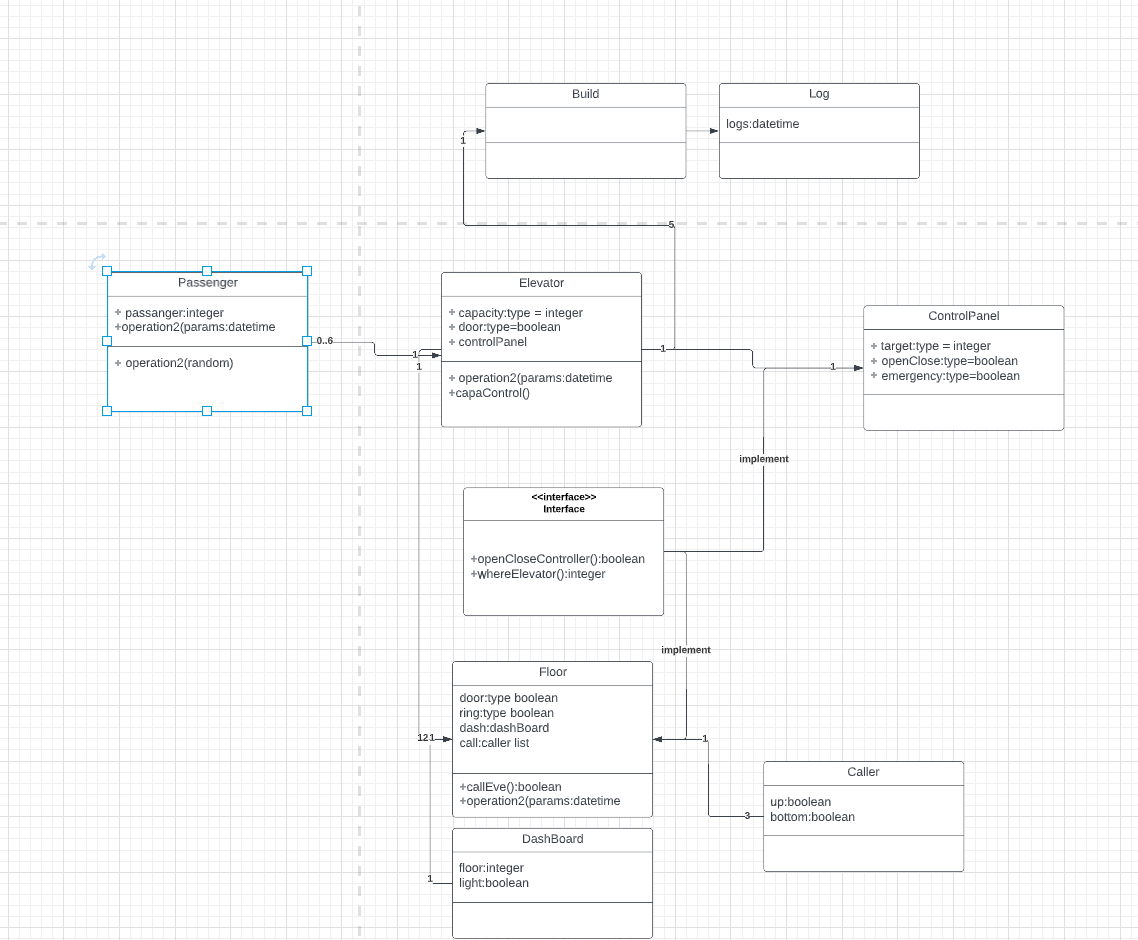 Build
Log
logs:datetime
1
5
Passenger
+ passanger:integer
+operation2(params:datetime
+ operation2(random)
0..6
1
1
Elevator
+ capacity:type = integer
+ door:type=boolean
+ controlPanel
+ operation2(params:datetime
+capaControl()
1
1
ControlPanel
+ target:type = integer
+ openClose:type=boolean
+ emergency:type=boolean
implement
<<interface>>
Interface
+openCloseController():boolean
+whereElevator():integer
implement
Floor
door:type boolean
ring:type boolean
dash:dashBoard
call:caller list
+callEve():boolean
+operation2(params:datetime
121
1
3
Caller
up:boolean
bottom:boolean
DashBoard
floor:integer
light:boolean
1